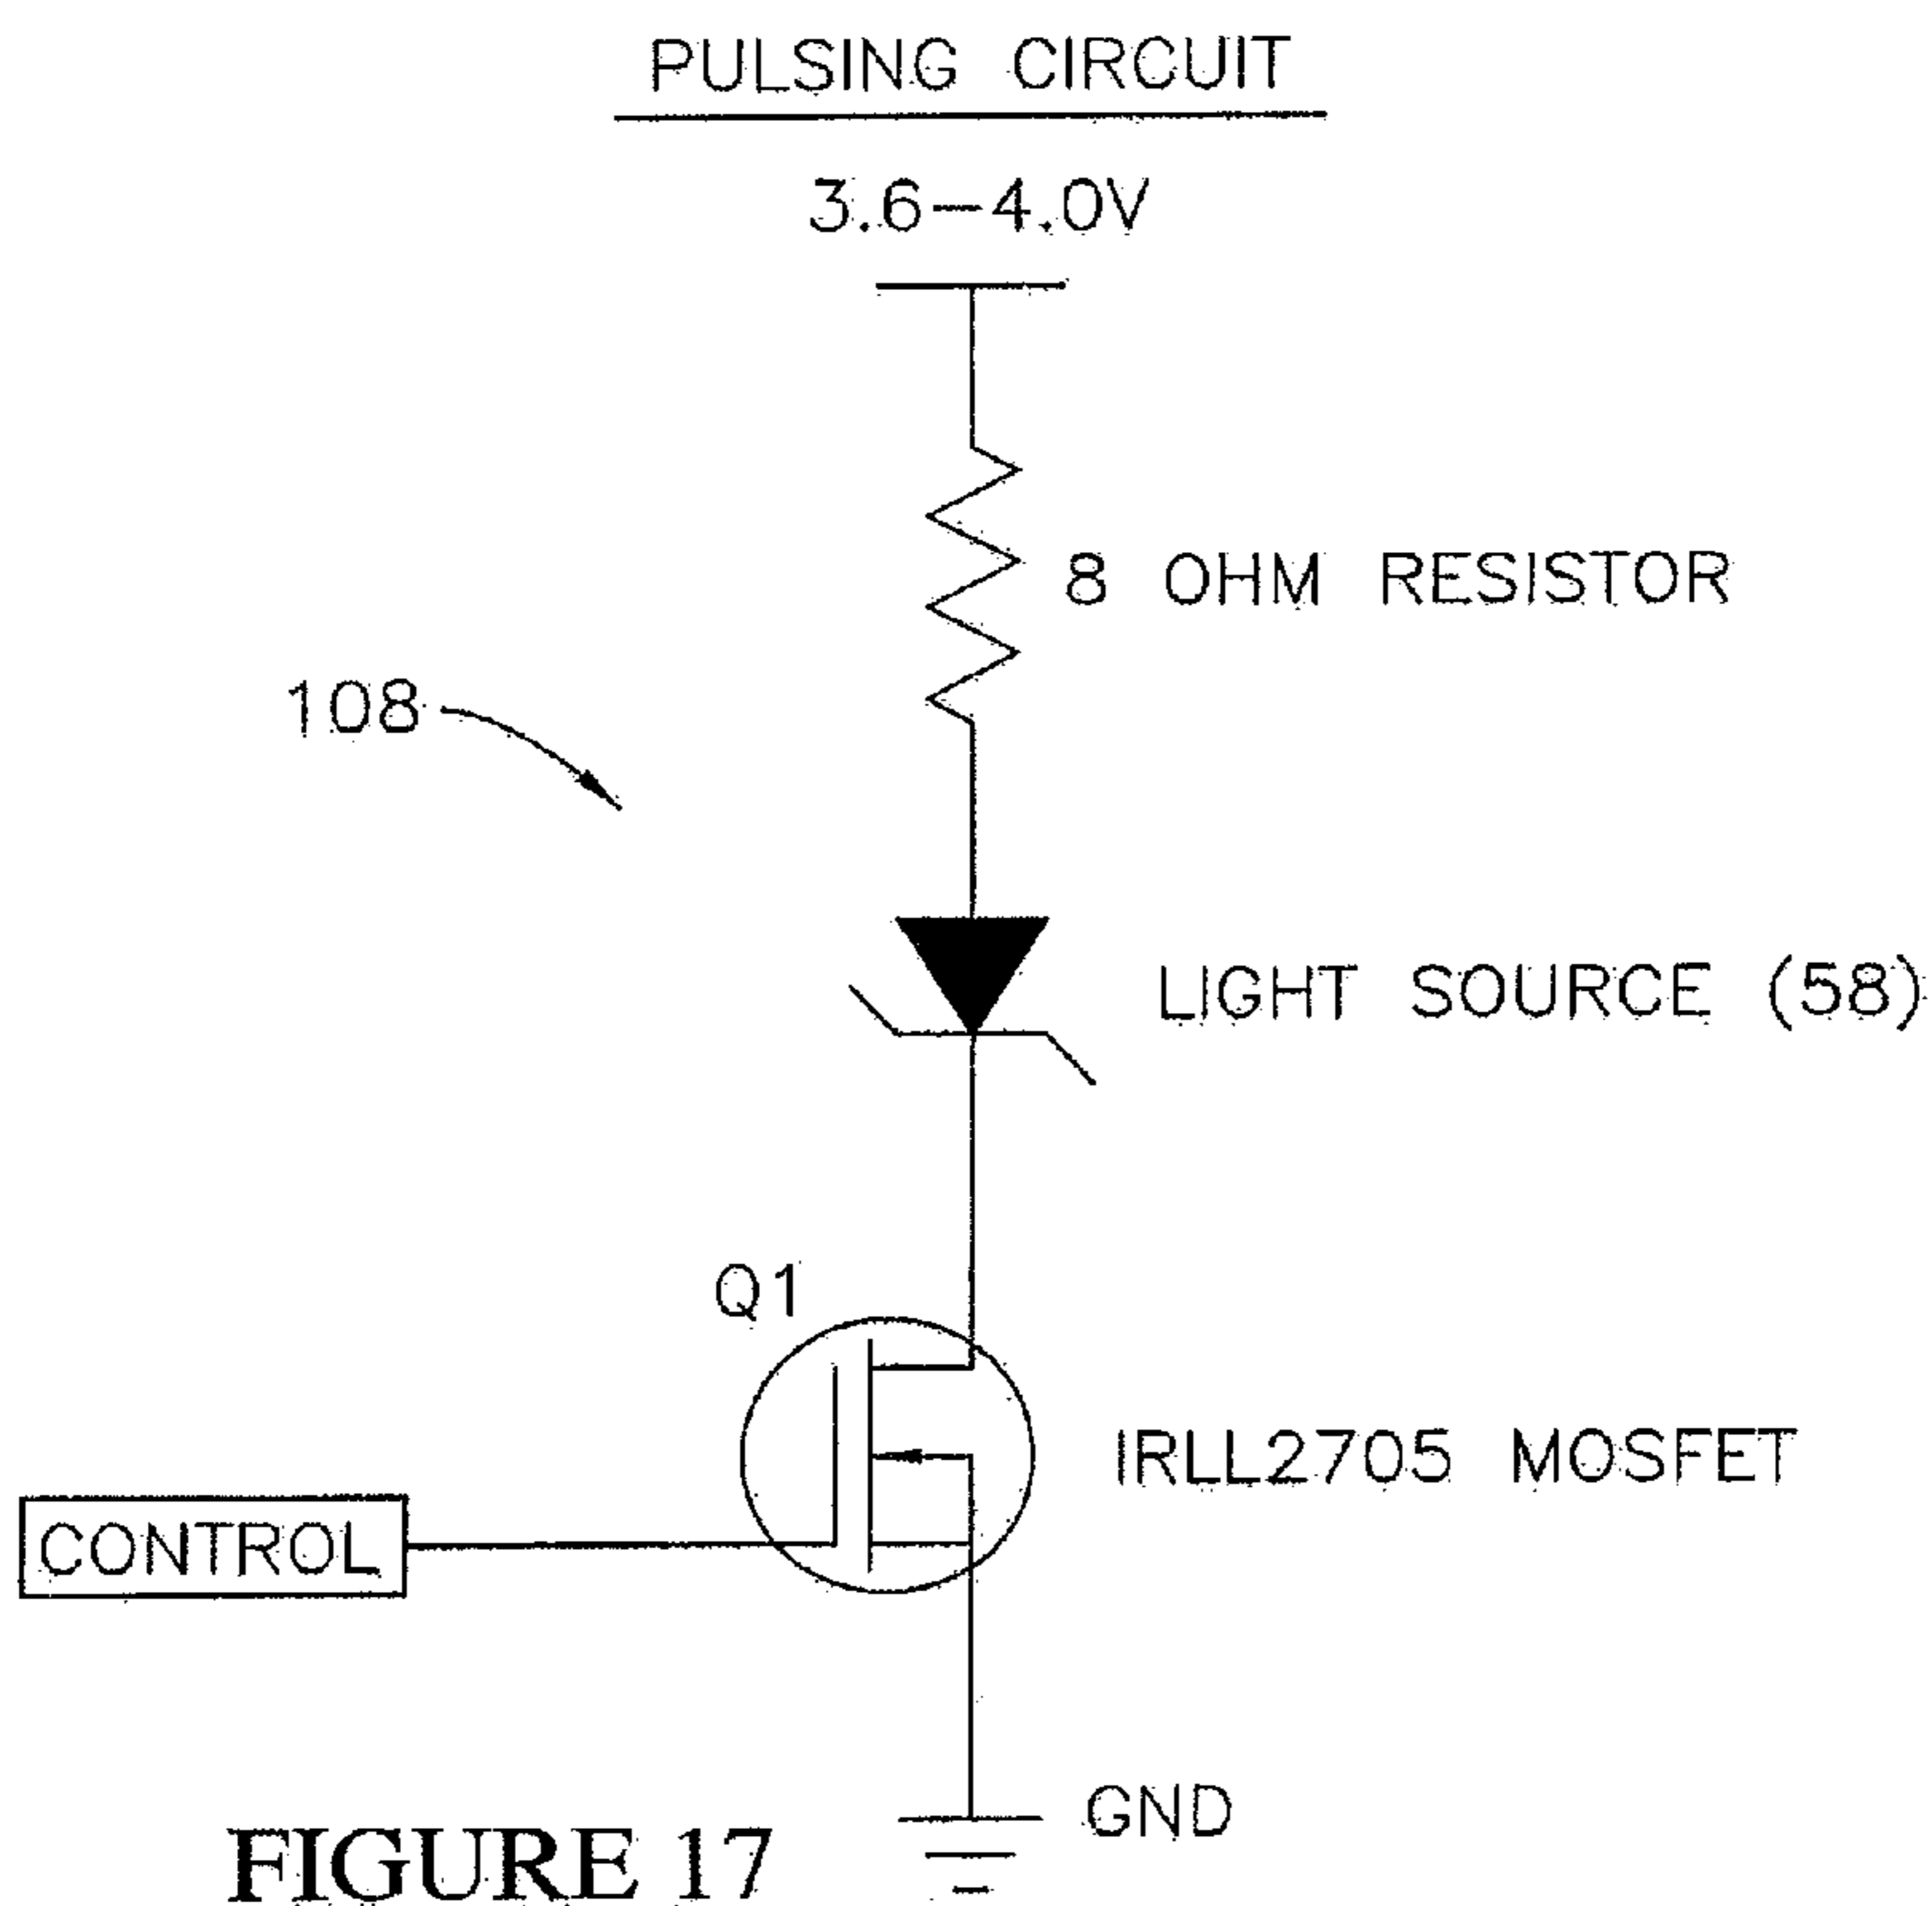 PULSING CIRCUIT
3.6-4.0V
8 OHM RESISTOR
108
LIGHT SOURCE (58)
Q1
IRLL2705 MOSFET
CONTROL
GND
FIGURE 17